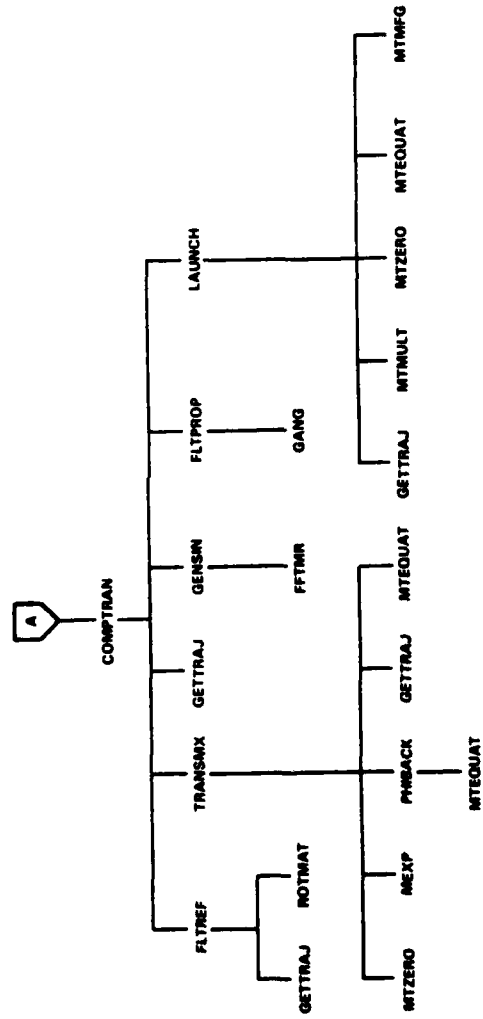 A
COMPTRAN
FLTREF
TRANSMX
GETTRAJ
GENSIN
FLTPROP
LAUNCH
GETTRAJ
ROTMAT
FFTMR
GANG
MTZERO
MEXP
PHIBACK
GETTRAJ
MTEQUAT
GETTRAJ
MTMULT
MTZERO
MTEQUAT
MTMFG
MTEQUAT